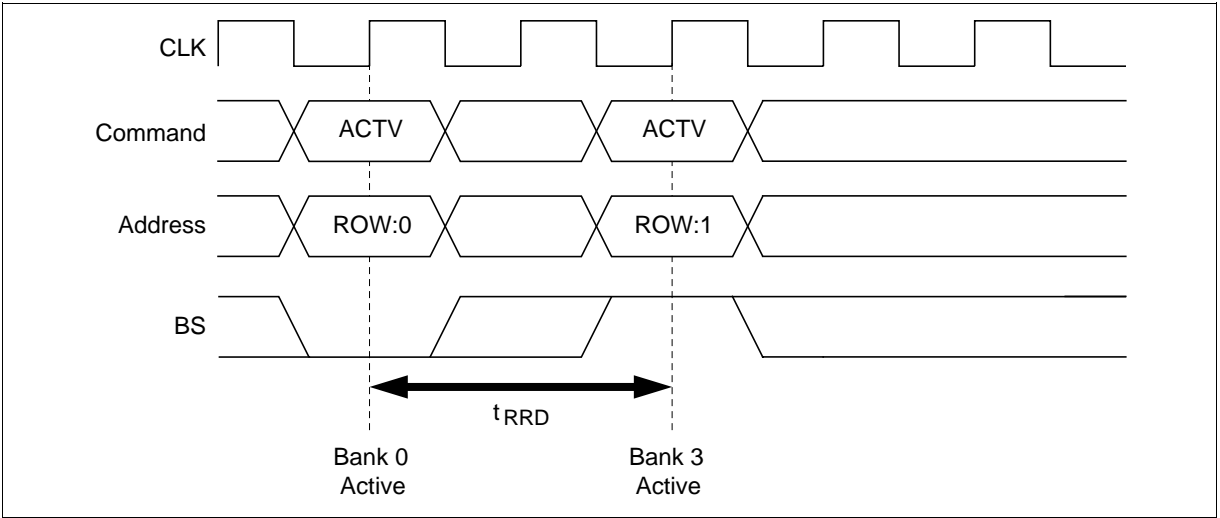 CLK
Command
ACTV
ACTV
Address
ROW:0
ROW:1
BS
tRRD
Bank 0
Active
Bank 3
Active